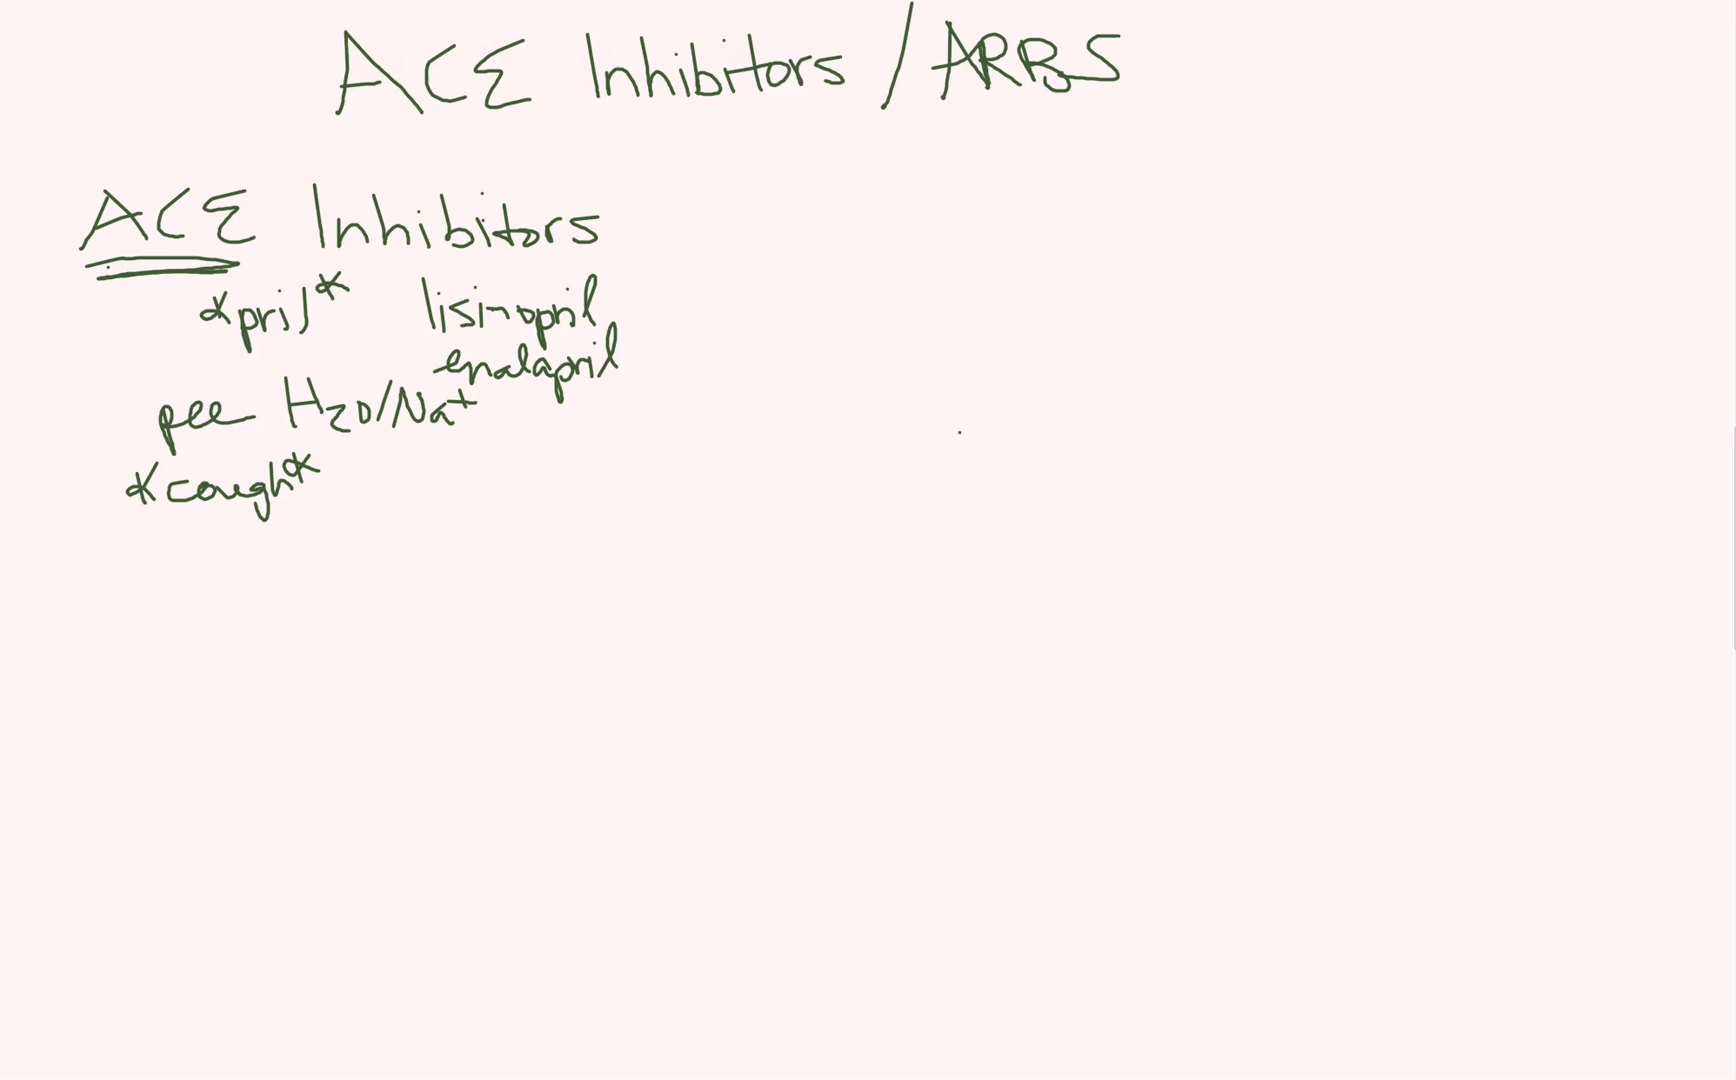 ACE Inhibitors / ARBS
ACE Inhibitors
*pril* lisinopril
enalapril
pee H2O/Na+
*cough*